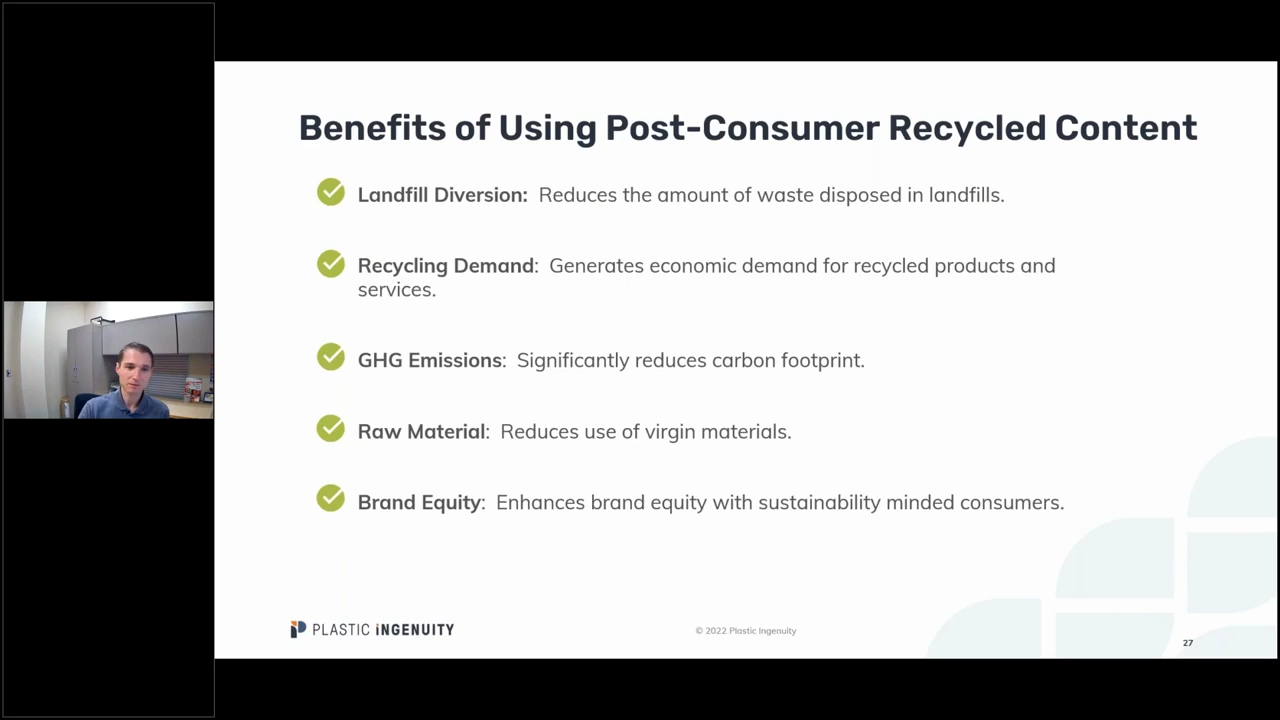 Benefits of Using Post-Consumer Recycled Content
Landfill Diversion: Reduces the amount of waste disposed in landfills.
Recycling Demand: Generates economic demand for recycled products and
services.
GHG Emissions: Significantly reduces carbon footprint.
Raw Material: Reduces use of virgin materials.
Brand Equity: Enhances brand equity with sustainability minded consumers.
PLASTIC iNGENUITY
© 2022 Plastic Ingenuity
27